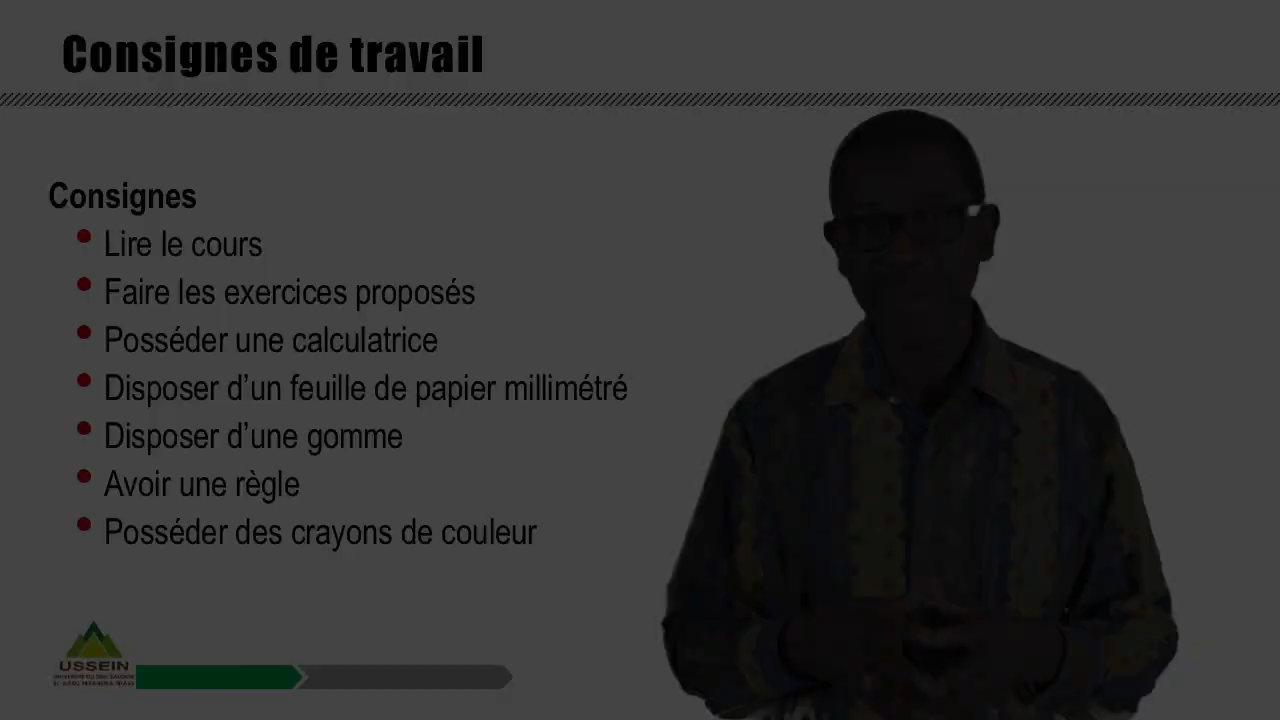 Consignes de travail
Consignes
Lire le cours
Faire les exercices proposés
Posséder une calculatrice
Disposer d’un feuille de papier millimétré
Disposer d’une gomme
Avoir une règle
Posséder des crayons de couleur
USSEIN